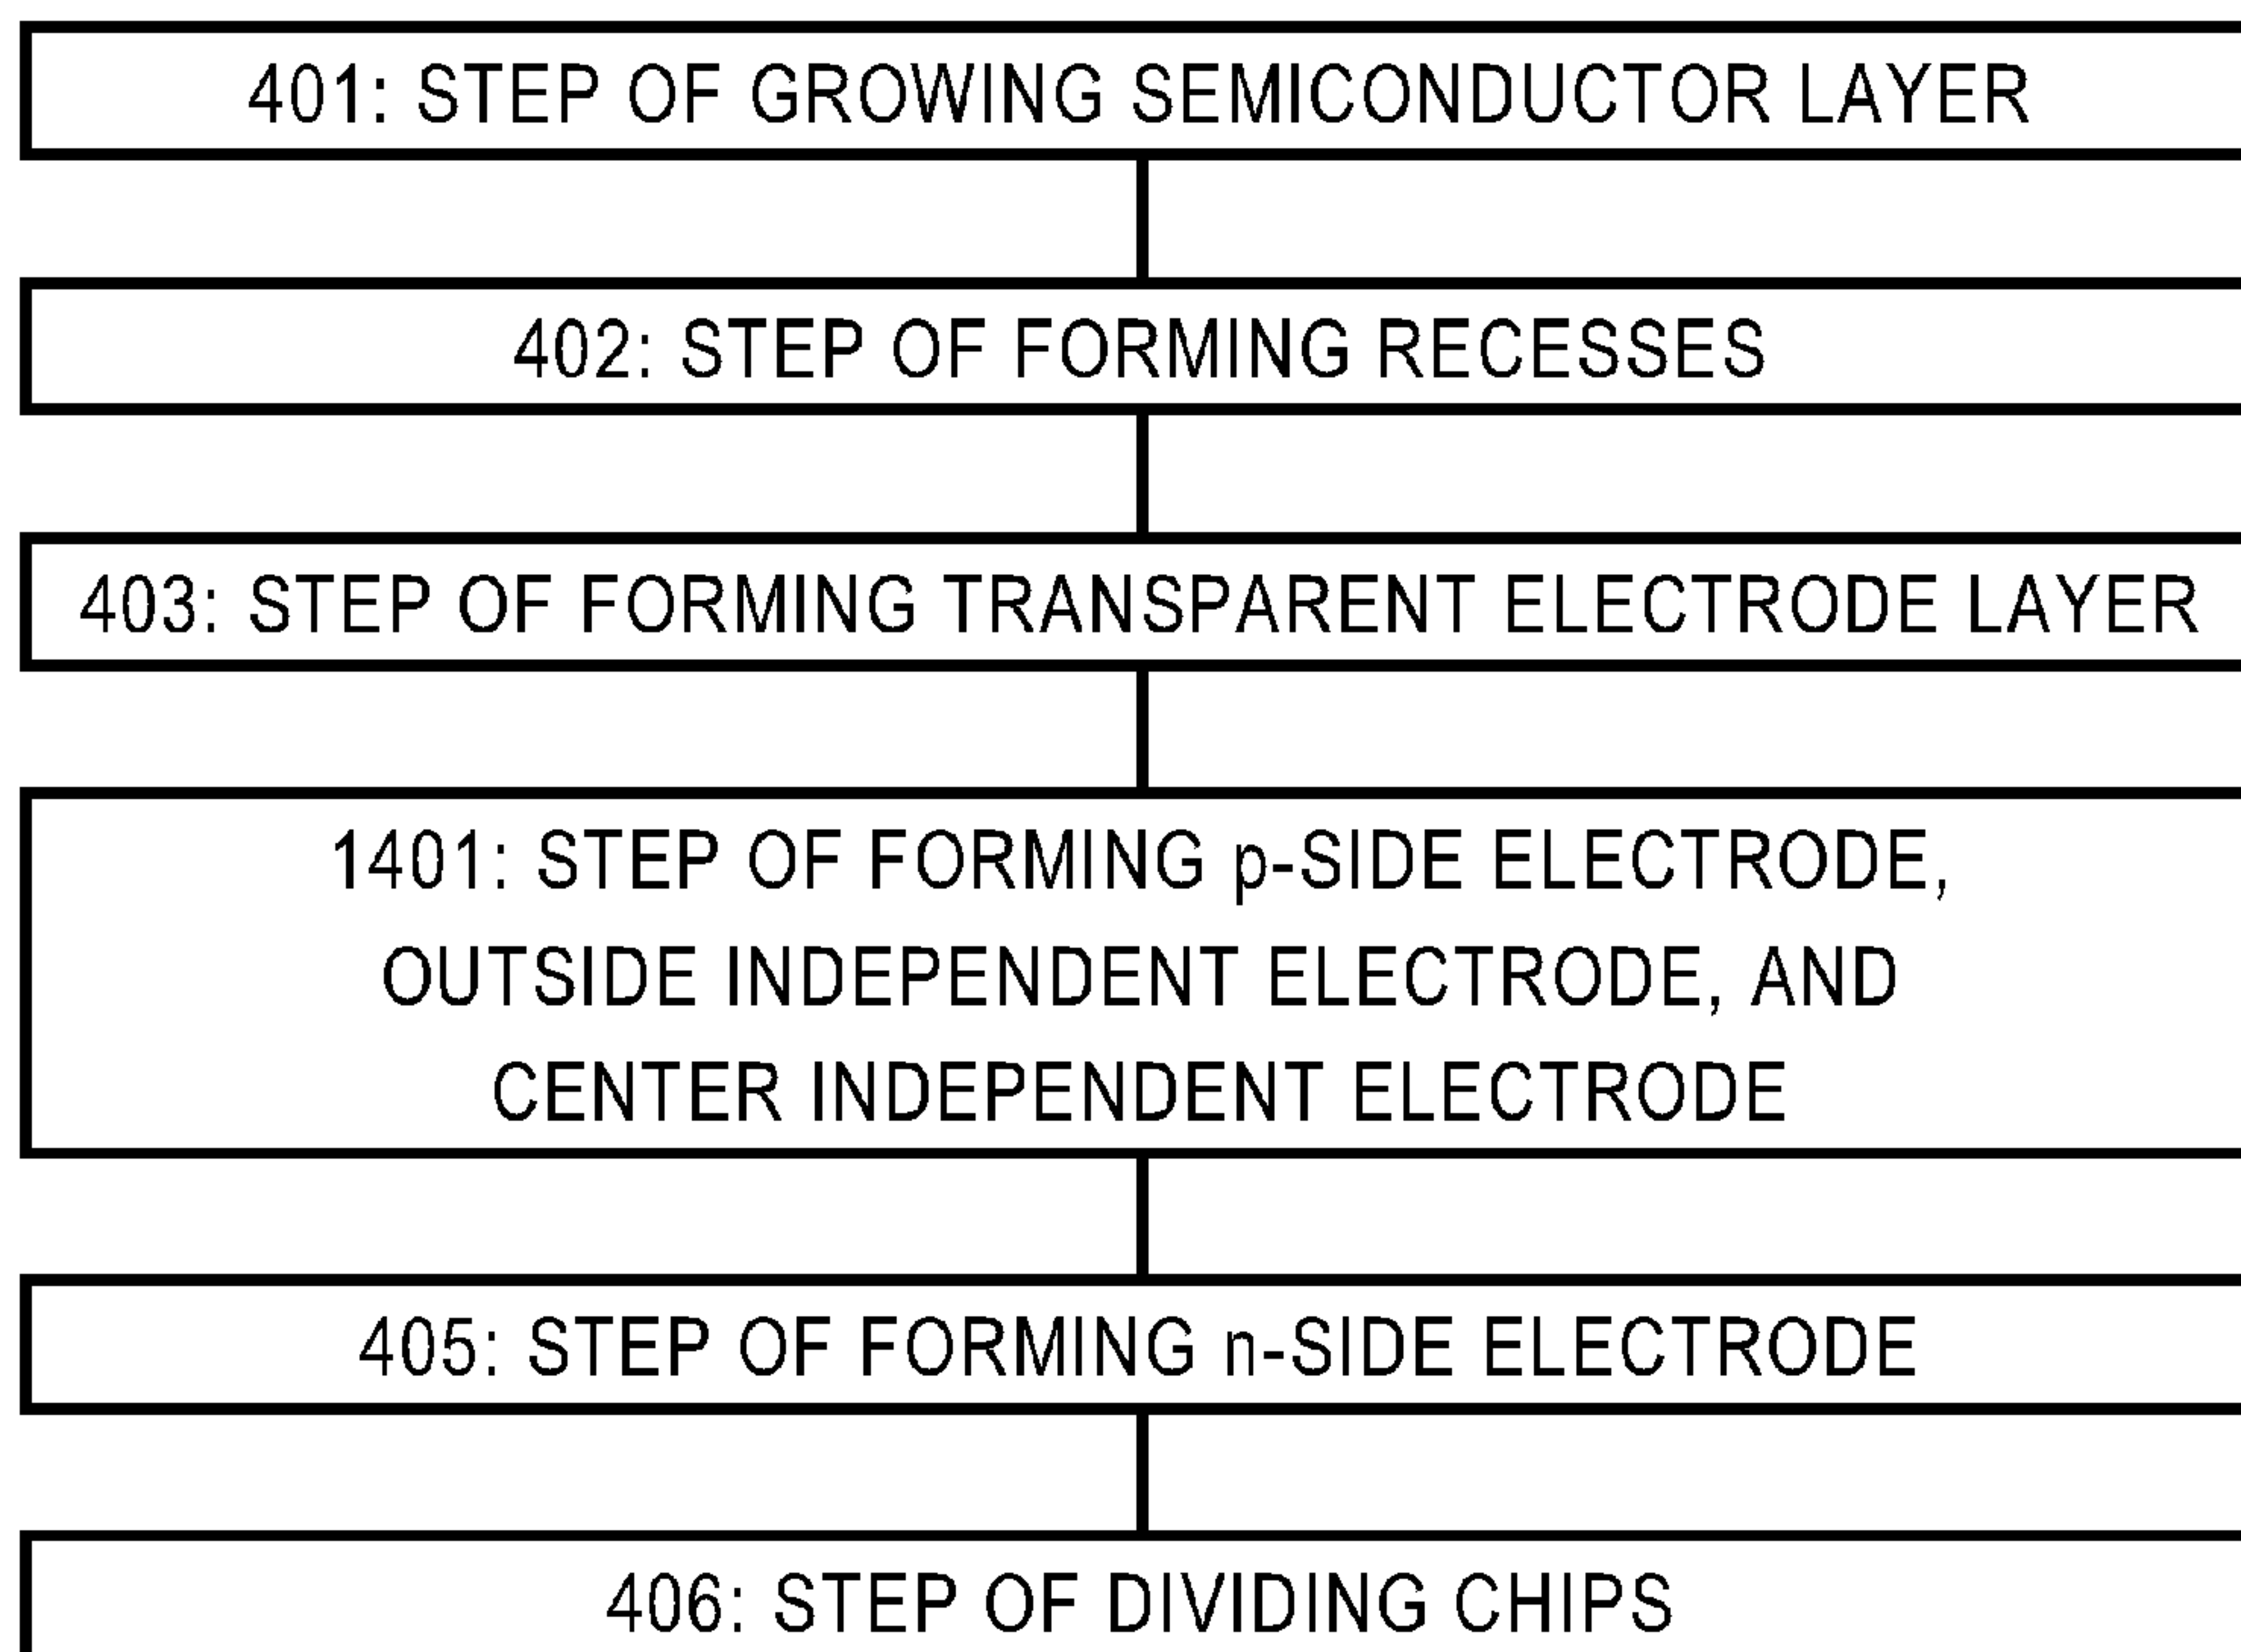 401: STEP OF GROWING SEMICONDUCTOR LAYER
402: STEP OF FORMING RECESSES
403: STEP OF FORMING TRANSPARENT ELECTRODE LAYER
1401: STEP OF FORMING p-SIDE ELECTRODE,
OUTSIDE INDEPENDENT ELECTRODE, AND
CENTER INDEPENDENT ELECTRODE
405: STEP OF FORMING n-SIDE ELECTRODE
406: STEP OF DIVIDING CHIPS